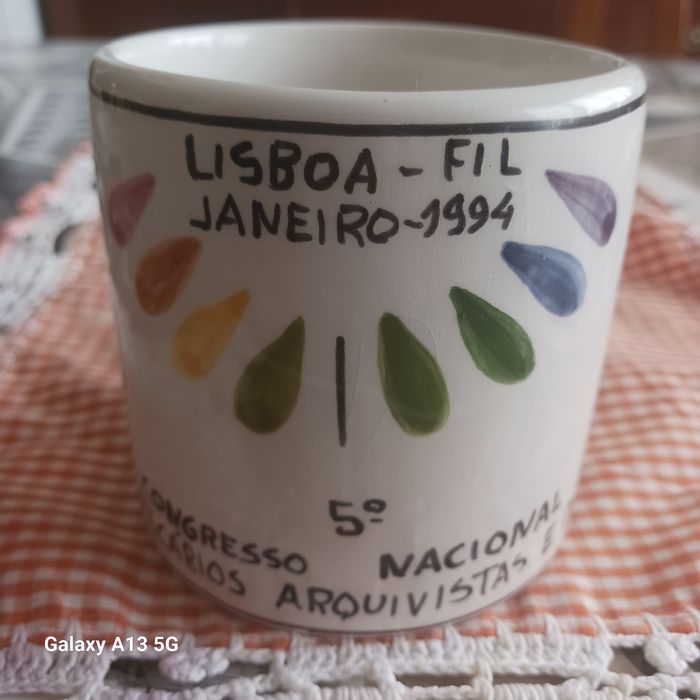 LISBOA - FIL
JANEIRO-1994
5º
CONGRESSO NACIONAL
ARQUIVISTAS E
Galaxy A13 5G